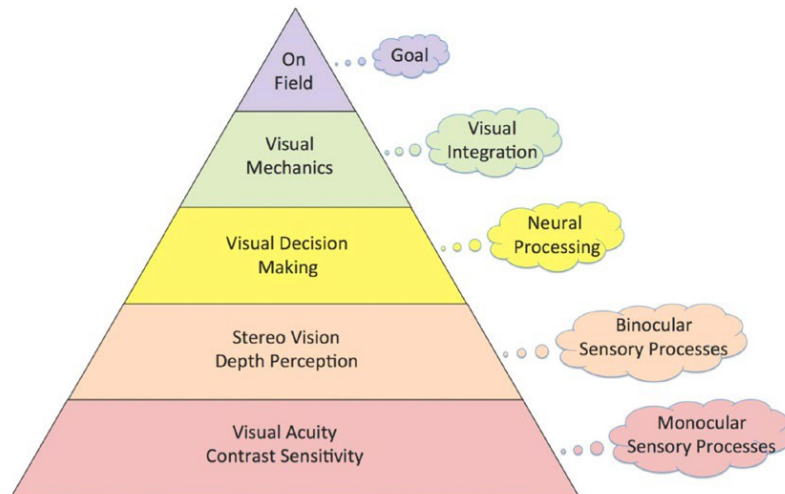 On
Field
Goal
Visual
Mechanics
Visual
Integration
Visual Decision
Making
Neural
Processing
Stereo Vision
Depth Perception
Binocular
Sensory Processes
Visual Acuity
Contrast Sensitivity
Monocular
Sensory Processes